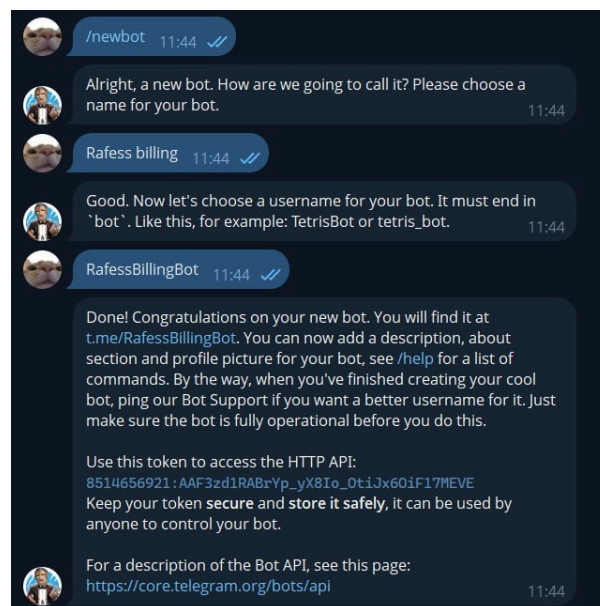 /newbot 11:44
Alright, a new bot. How are we going to call it? Please choose a
name for your bot. 11:44
Rafess billing 11:44
Good. Now let's choose a username for your bot. It must end in
`bot`. Like this, for example: TetrisBot or tetris_bot. 11:44
RafessBillingBot 11:44
Done! Congratulations on your new bot. You will find it at
t.me/RafessBillingBot. You can now add a description, about
section and profile picture for your bot, see /help for a list of
commands. By the way, when you've finished creating your cool
bot, ping our Bot Support if you want a better username for it. Just
make sure the bot is fully operational before you do this.
Use this token to access the HTTP API:
8514656921:AAF3zd1RABrYp_yX8Io_OtiJx6OiF17MEVE
Keep your token secure and store it safely, it can be used by
anyone to control your bot.
For a description of the Bot API, see this page:
https://core.telegram.org/bots/api 11:44